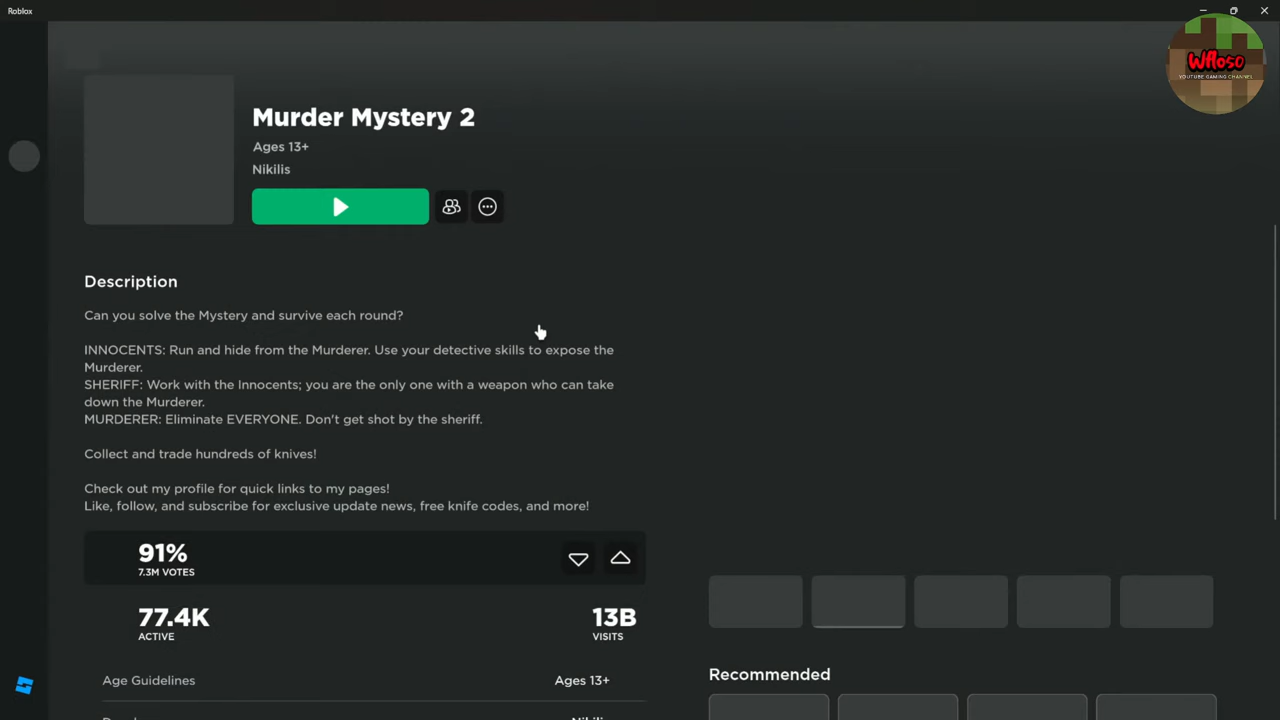 Roblox
Wfloso
YOUTUBE GAMING CHANNEL
Murder Mystery 2
Ages 13+
Nikilis
Description
Can you solve the Mystery and survive each round?
INNOCENTS: Run and hide from the Murderer. Use your detective skills to expose the
Murderer.
SHERIFF: Work with the Innocents; you are the only one with a weapon who can take
down the Murderer.
MURDERER: Eliminate EVERYONE. Don't get shot by the sheriff.
Collect and trade hundreds of knives!
Check out my profile for quick links to my pages!
Like, follow, and subscribe for exclusive update news, free knife codes, and more!
91%
7.3M VOTES
77.4K
ACTIVE
13B
VISITS
Age Guidelines
Ages 13+
Recommended
Nikilis